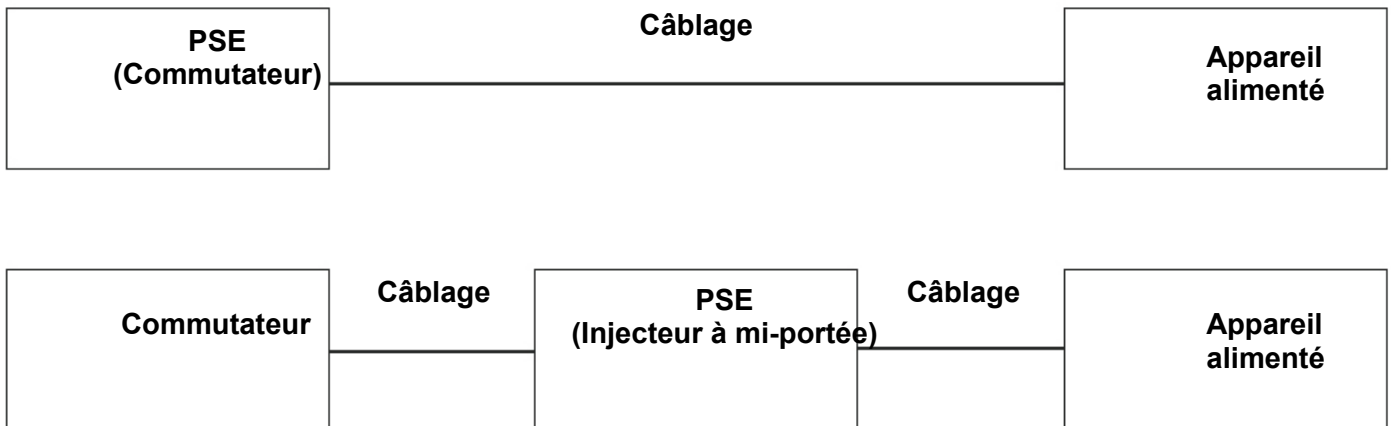 PSE
(Commutateur)
Câblage
Appareil
alimenté
Commutateur
Câblage
PSE
(Injecteur à mi-portée)
Câblage
Appareil
alimenté